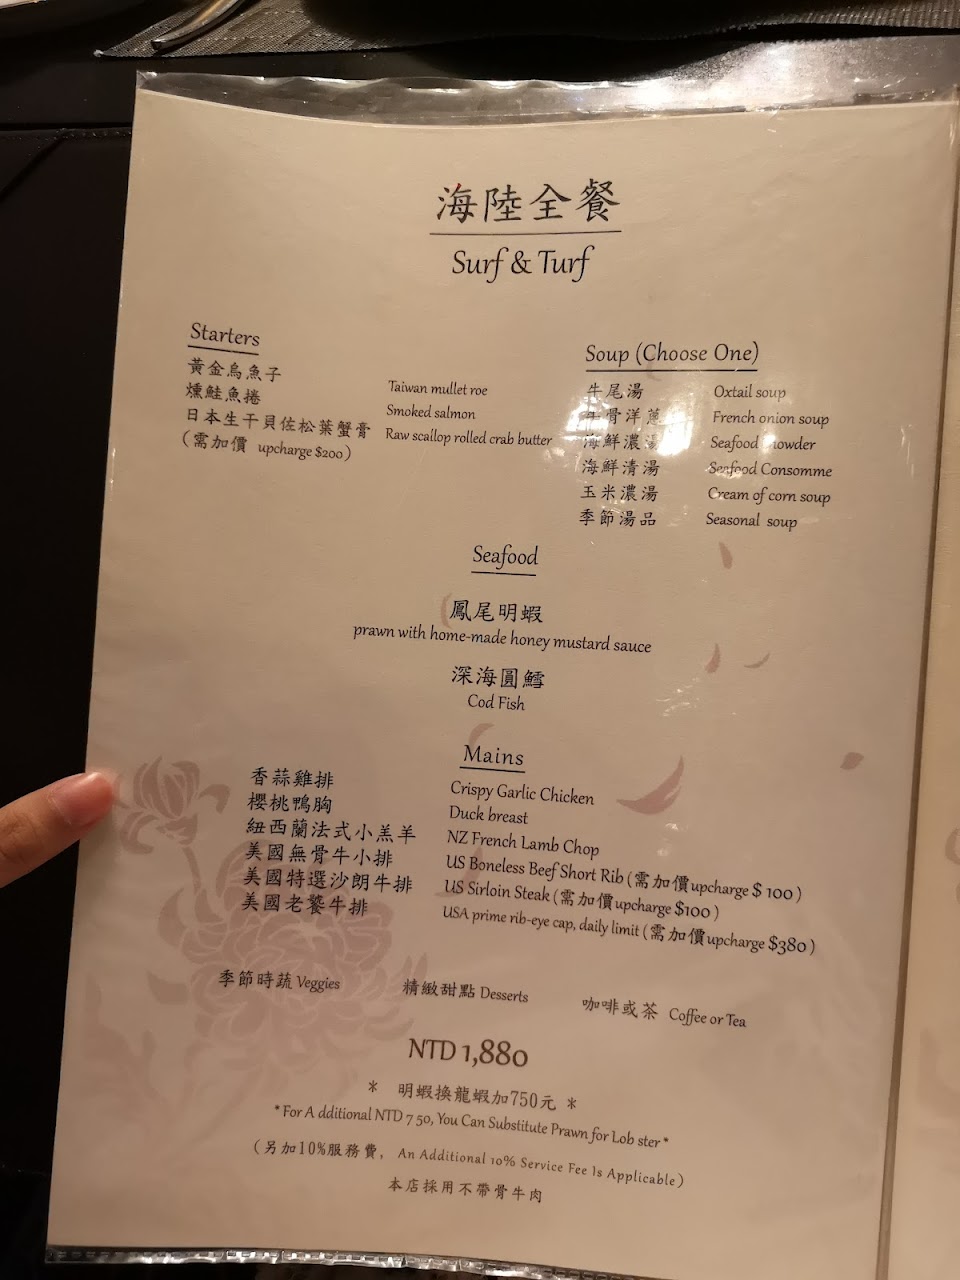 海陸全餐
Surf & Turf
Starters
黃金烏魚子 Taiwan mullet roe
燻鮭魚捲 Smoked salmon
日本生干貝佐松葉蟹膏 Raw scallop rolled crab butter
(需加價 upcharge $200)
Soup (Choose One)
牛尾湯 Oxtail soup
牛骨洋蔥 French onion soup
海鮮濃湯 Seafood Chowder
海鮮清湯 Seafood Consomme
玉米濃湯 Cream of corn soup
季節湯品 Seasonal soup
Seafood
鳳尾明蝦
prawn with home-made honey mustard sauce
深海圓鱈
Cod Fish
Mains
香蒜雞排 Crispy Garlic Chicken
櫻桃鴨胸 Duck breast
紐西蘭法式小羔羊 NZ French Lamb Chop
美國無骨牛小排 US Boneless Beef Short Rib (需加價upcharge $ 100)
美國特選沙朗牛排 US Sirloin Steak (需加價upcharge $100)
美國老饕牛排 USA prime rib-eye cap, daily limit (需加價upcharge $380)
季節時蔬 Veggies 精緻甜點 Desserts 咖啡或茶 Coffee or Tea
NTD 1,880
* 明蝦換龍蝦加750元 *
*For A dditional NTD 7 50, You Can Substitute Prawn for Lob ster*
(另加10%服務費, An Additional 10% Service Fee Is Applicable)
本店採用不帶骨牛肉